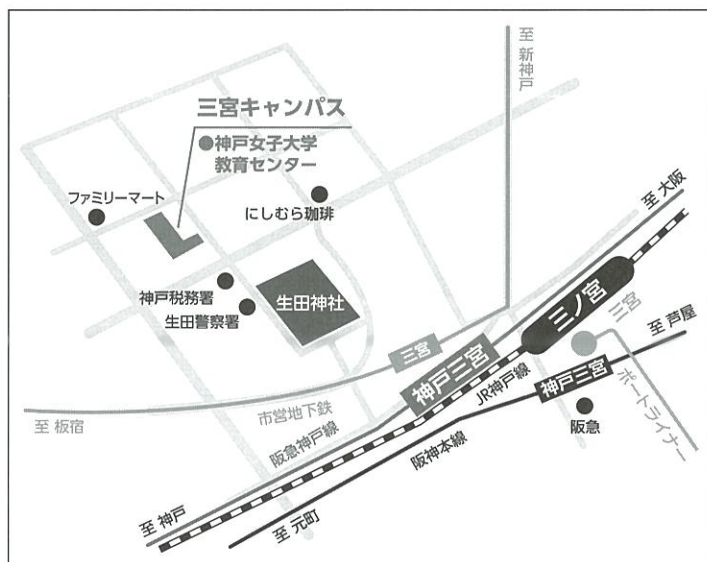 至 新神戸
三宮キャンパス
神戸女子大学
教育センター
ファミリーマート
にしむら珈琲
至 大阪
神戸税務署
生田警察署
生田神社
三ノ宮
三宮
至 芦屋
三宮
神戸三宮
JR神戸線
神戸三宮
ポートライナー
市営地下鉄
至 板宿
阪急神戸線
阪神本線
阪急
至 神戸
至 元町